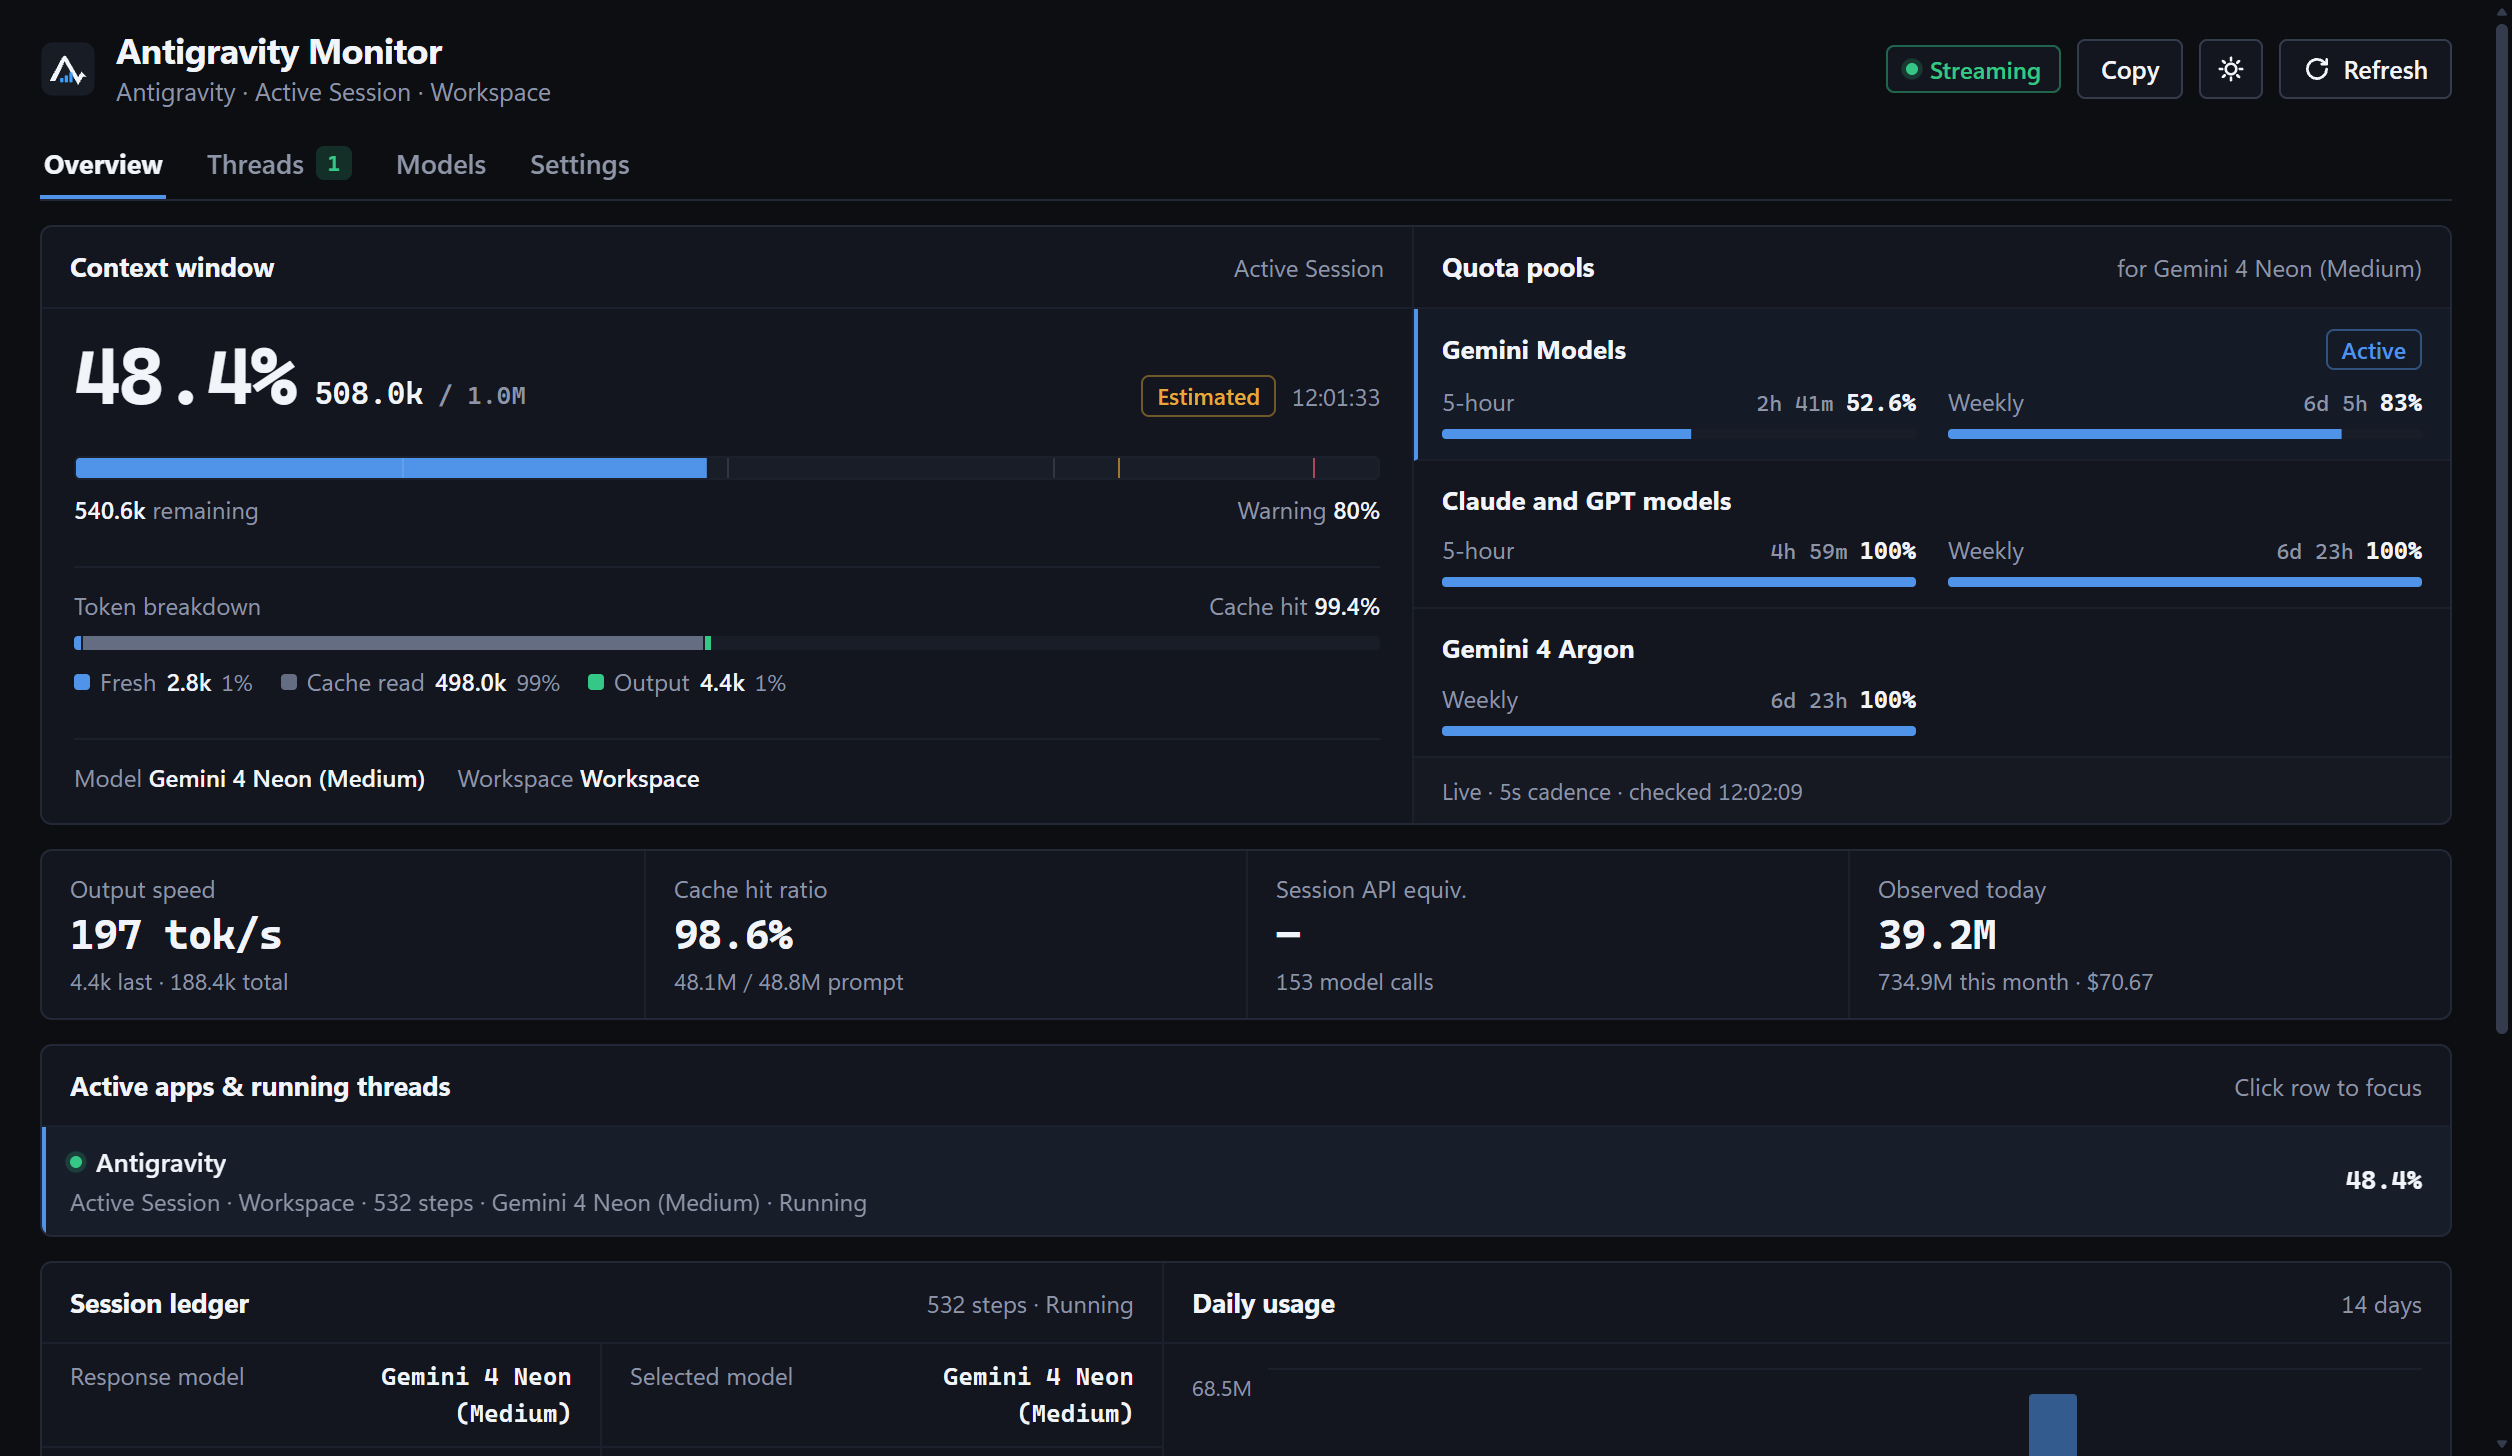 Antigravity Monitor
Antigravity · Active Session · Workspace
Streaming
Copy
Refresh
Overview
Threads 1
Models
Settings
Context window
Active Session
48.4% 508.0k / 1.0M
Estimated 12:01:33
540.6k remaining
Warning 80%
Token breakdown
Cache hit 99.4%
Fresh 2.8k 1%
Cache read 498.0k 99%
Output 4.4k 1%
Model Gemini 4 Neon (Medium)
Workspace Workspace
Quota pools
for Gemini 4 Neon (Medium)
Gemini Models
Active
5-hour 2h 41m 52.6%
Weekly 6d 5h 83%
Claude and GPT models
5-hour 4h 59m 100%
Weekly 6d 23h 100%
Gemini 4 Argon
Weekly 6d 23h 100%
Live · 5s cadence · checked 12:02:09
Output speed
197 tok/s
4.4k last · 188.4k total
Cache hit ratio
98.6%
48.1M / 48.8M prompt
Session API equiv.
—
153 model calls
Observed today
39.2M
734.9M this month · $70.67
Active apps & running threads
Click row to focus
Antigravity
Active Session · Workspace · 532 steps · Gemini 4 Neon (Medium) · Running
48.4%
Session ledger
532 steps · Running
Response model
Gemini 4 Neon
(Medium)
Selected model
Gemini 4 Neon
(Medium)
Daily usage
14 days
68.5M